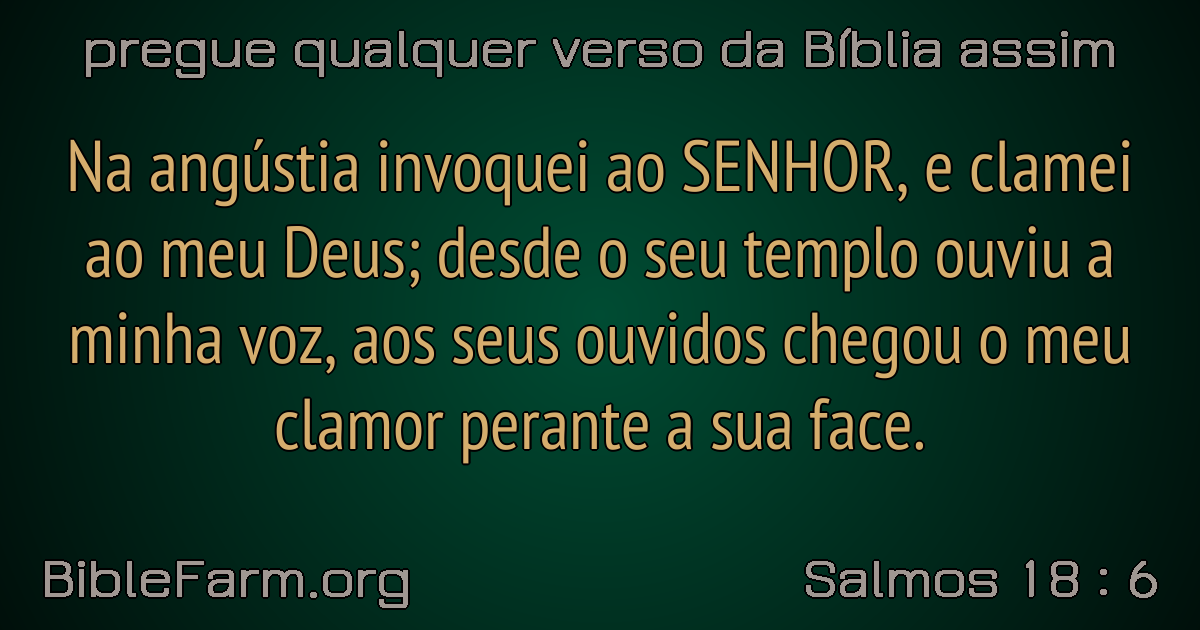 pregue qualquer verso da Bíblia assim
Na angústia invoquei ao SENHOR, e clamei
ao meu Deus; desde o seu templo ouviu a
minha voz, aos seus ouvidos chegou o meu
clamor perante a sua face.
BibleFarm.org
Salmos 18 : 6